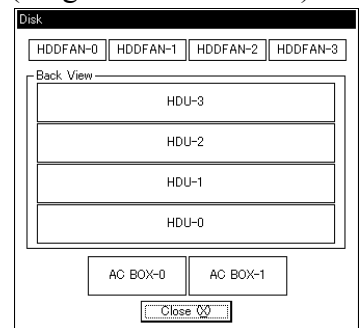 Disk
HDDFAN-0 HDDFAN-1 HDDFAN-2 HDDFAN-3
Back View
HDU-3
HDU-2
HDU-1
HDU-0
AC BOX-0 AC BOX-1
Close (X)